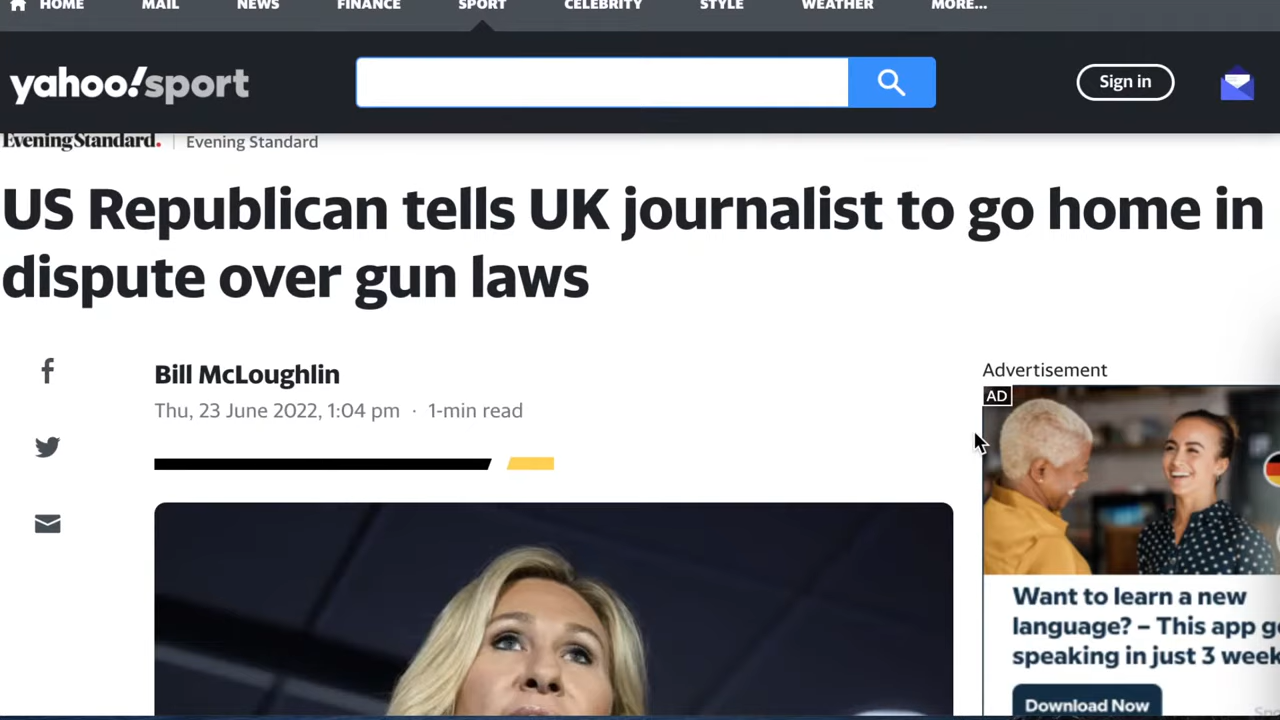 HOME MAIL NEWS FINANCE SPORT CELEBRITY STYLE WEATHER MORE...
yahoo!sport
Sign in
Evening Standard. Evening Standard
US Republican tells UK journalist to go home in
dispute over gun laws
Bill McLoughlin
Thu, 23 June 2022, 1:04 pm · 1-min read
Advertisement
AD
Want to learn a new
language? – This app g
speaking in just 3 week
Download Now